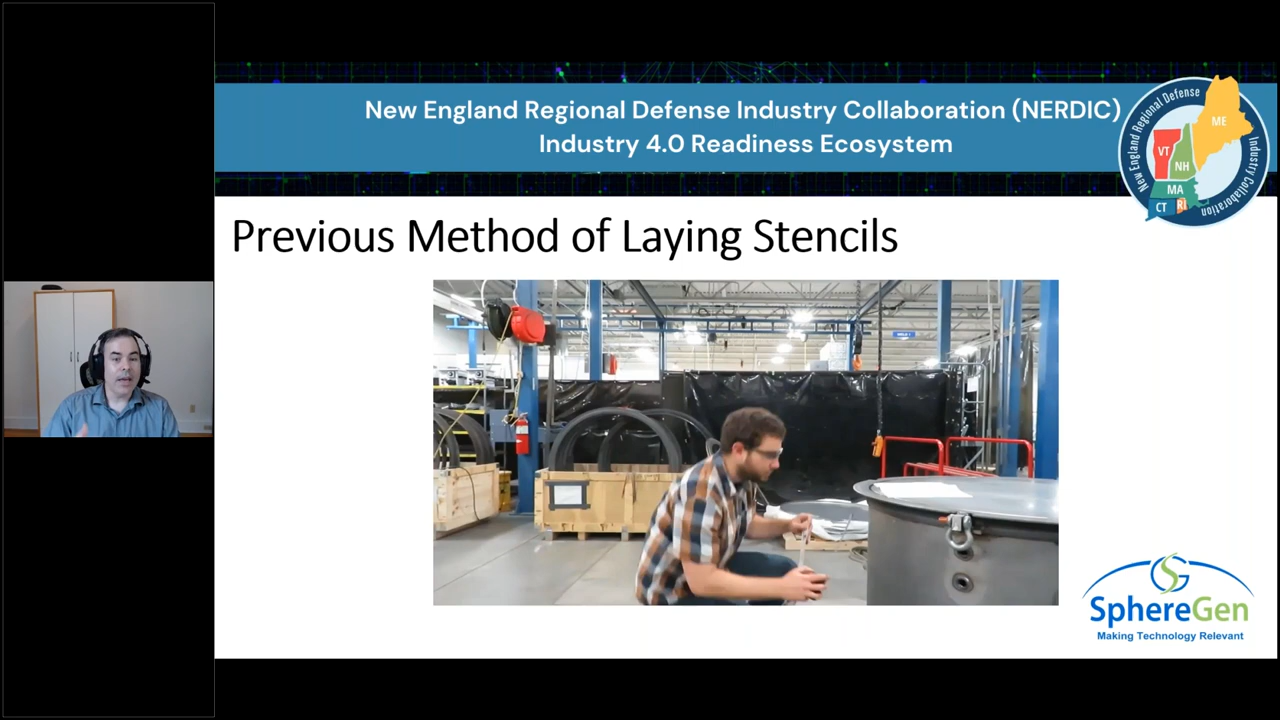 New England Regional Defense Industry Collaboration (NERDIC)
Industry 4.0 Readiness Ecosystem
New England Regional Defense
Industry Collaboration
ME
VT
NH
MA
CT
RI
Previous Method of Laying Stencils
SphereGen
Making Technology Relevant